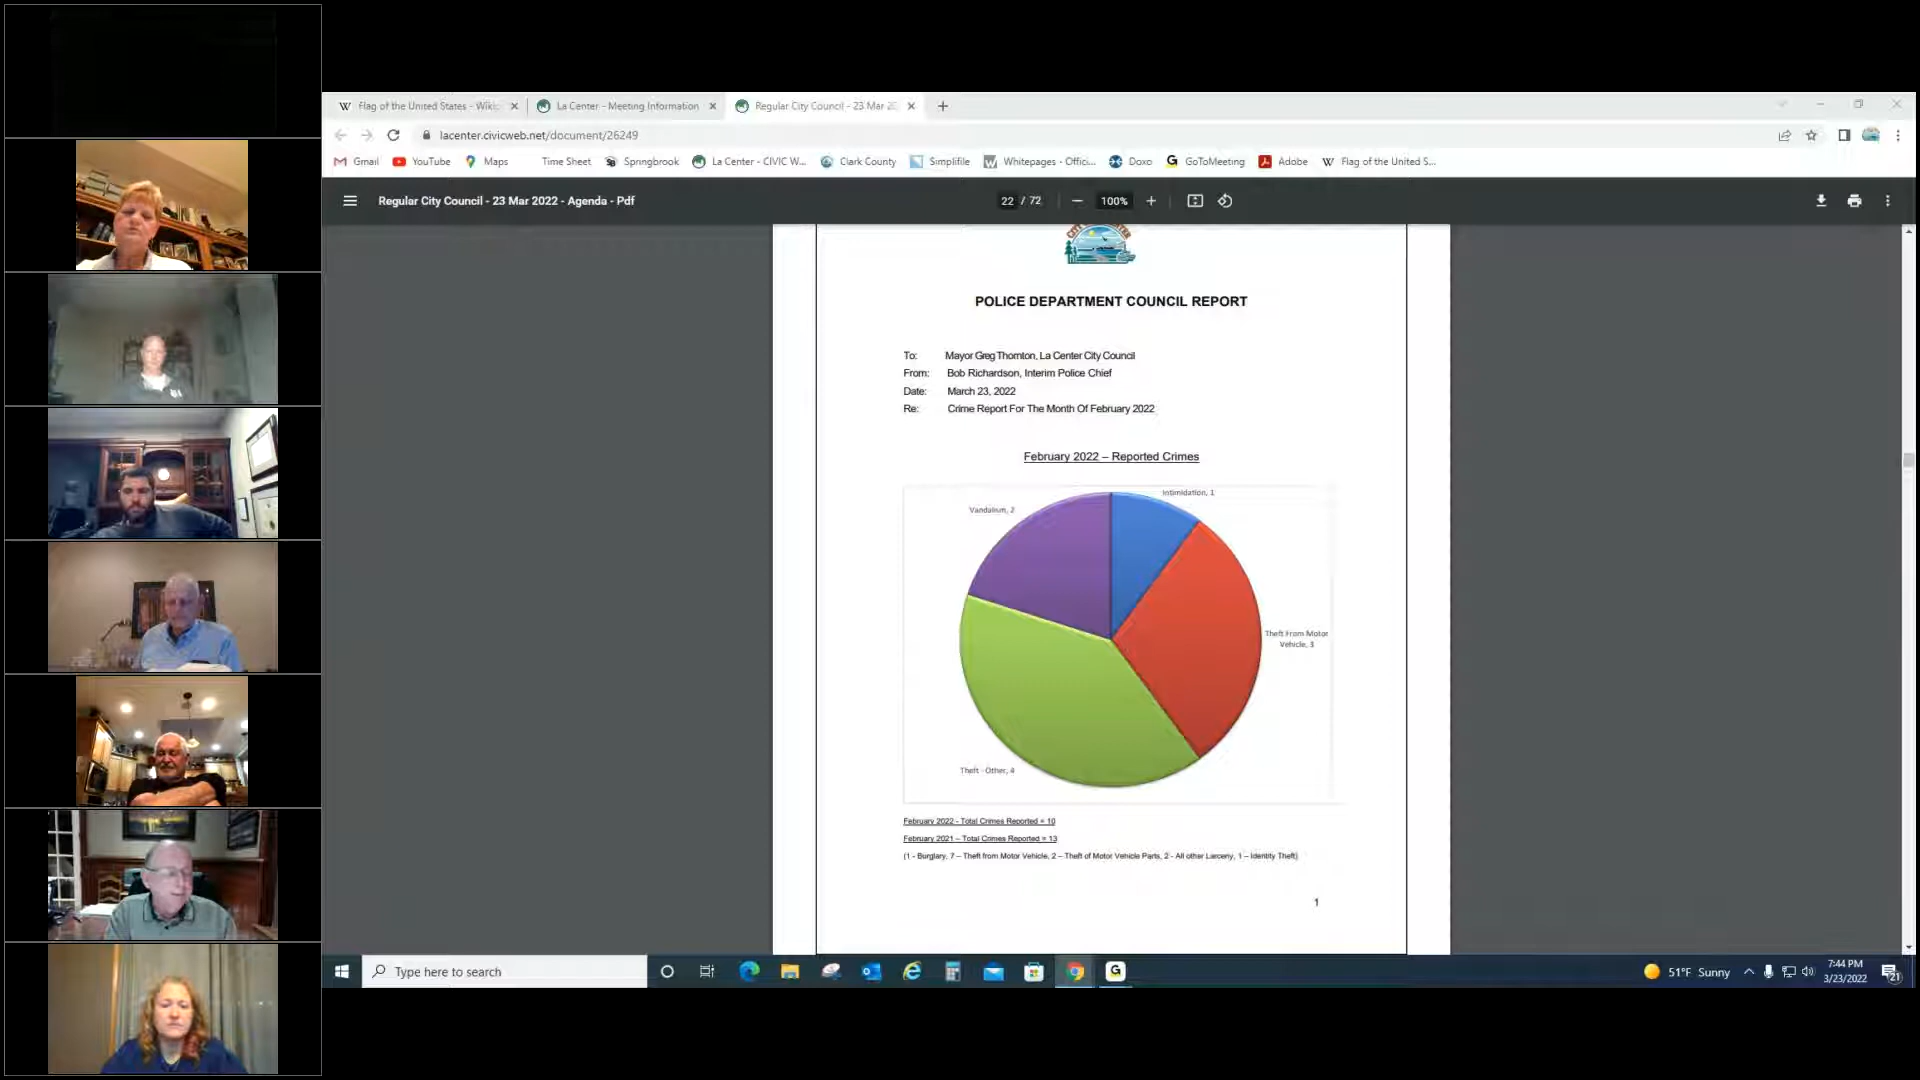 Flag of the United States - Wiki
La Center - Meeting Information
Regular City Council - 23 Mar 20
lacenter.civicweb.net/document/26249
Gmail
YouTube
Maps
Time Sheet
Springbrook
La Center - CIVIC W...
Clark County
Simplifile
Whitepages - Offici...
Doxo
GoToMeeting
Adobe
Flag of the United S...
Regular City Council - 23 Mar 2022 - Agenda - Pdf
22 / 72
100%
POLICE DEPARTMENT COUNCIL REPORT
To: Mayor Greg Thornton, La Center City Council
From: Bob Richardson, Interim Police Chief
Date: March 23, 2022
Re: Crime Report For The Month Of February 2022
February 2022 – Reported Crimes
Intimidation, 1
Vandalism, 2
Theft From Motor
Vehicle, 3
Theft - Other, 4
February 2022 - Total Crimes Reported = 10
February 2021 – Total Crimes Reported = 13
(1 - Burglary, 7 – Theft from Motor Vehicle, 2 – Theft of Motor Vehicle Parts, 2 - All other Larceny, 1 – Identity Theft)
1
Type here to search
51°F Sunny
7:44 PM
3/23/2022
21